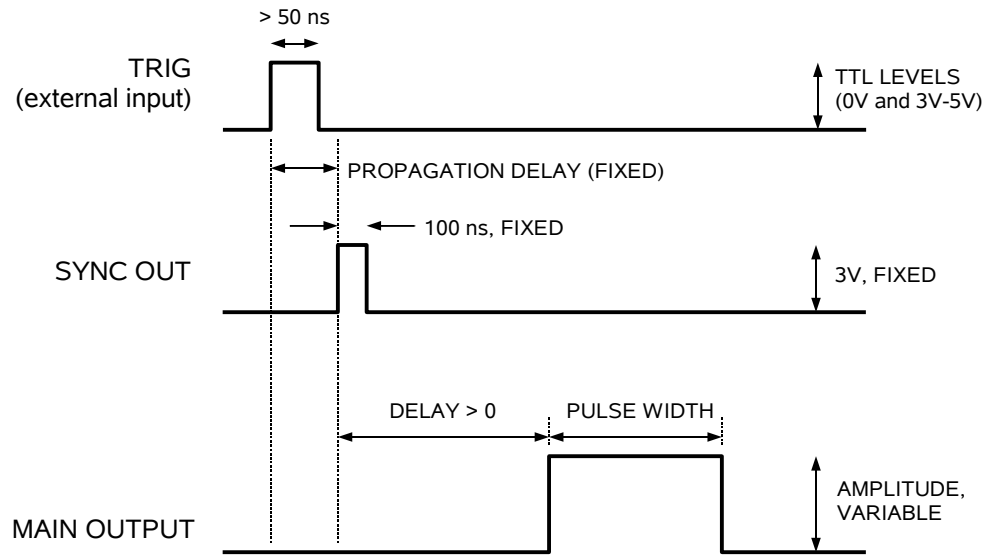 > 50 ns
TRIG
(external input)
TTL LEVELS
(0V and 3V-5V)
PROPAGATION DELAY (FIXED)
100 ns, FIXED
SYNC OUT
3V, FIXED
DELAY > 0
PULSE WIDTH
AMPLITUDE,
VARIABLE
MAIN OUTPUT